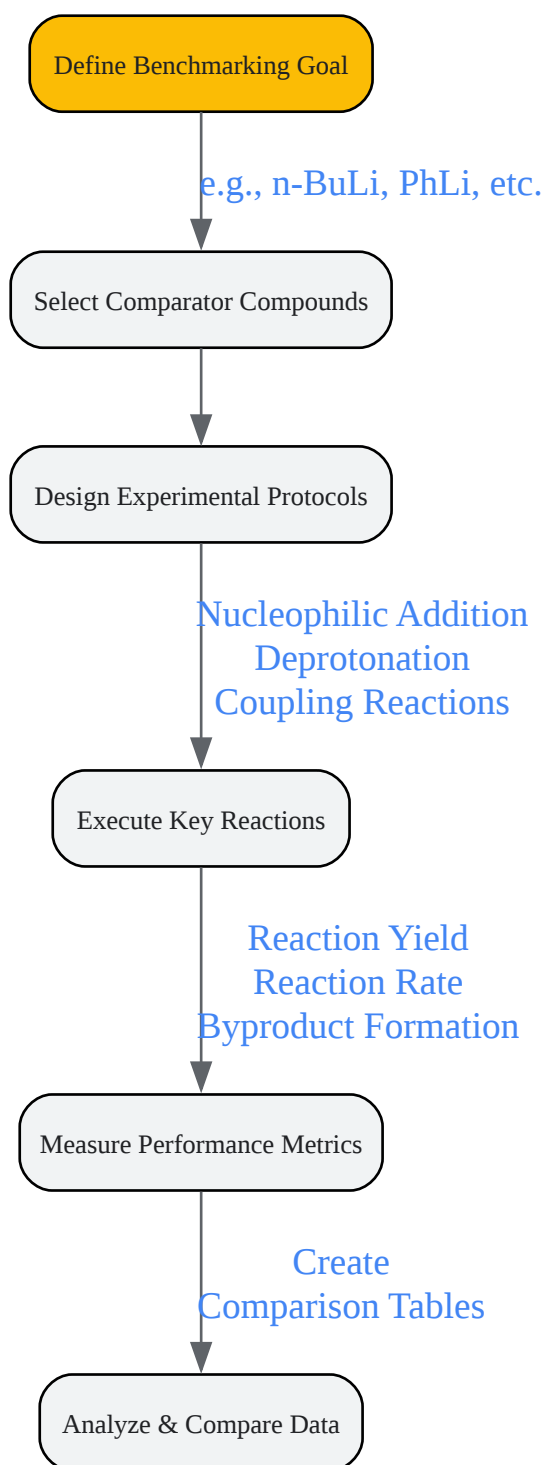 Define Benchmarking Goal
e.g., n-BuLi, PhLi, etc.
Select Comparator Compounds
Design Experimental Protocols
Nucleophilic Addition
Deprotonation
Coupling Reactions
Execute Key Reactions
Reaction Yield
Reaction Rate
Byproduct Formation
Measure Performance Metrics
Create
Comparison Tables
Analyze & Compare Data